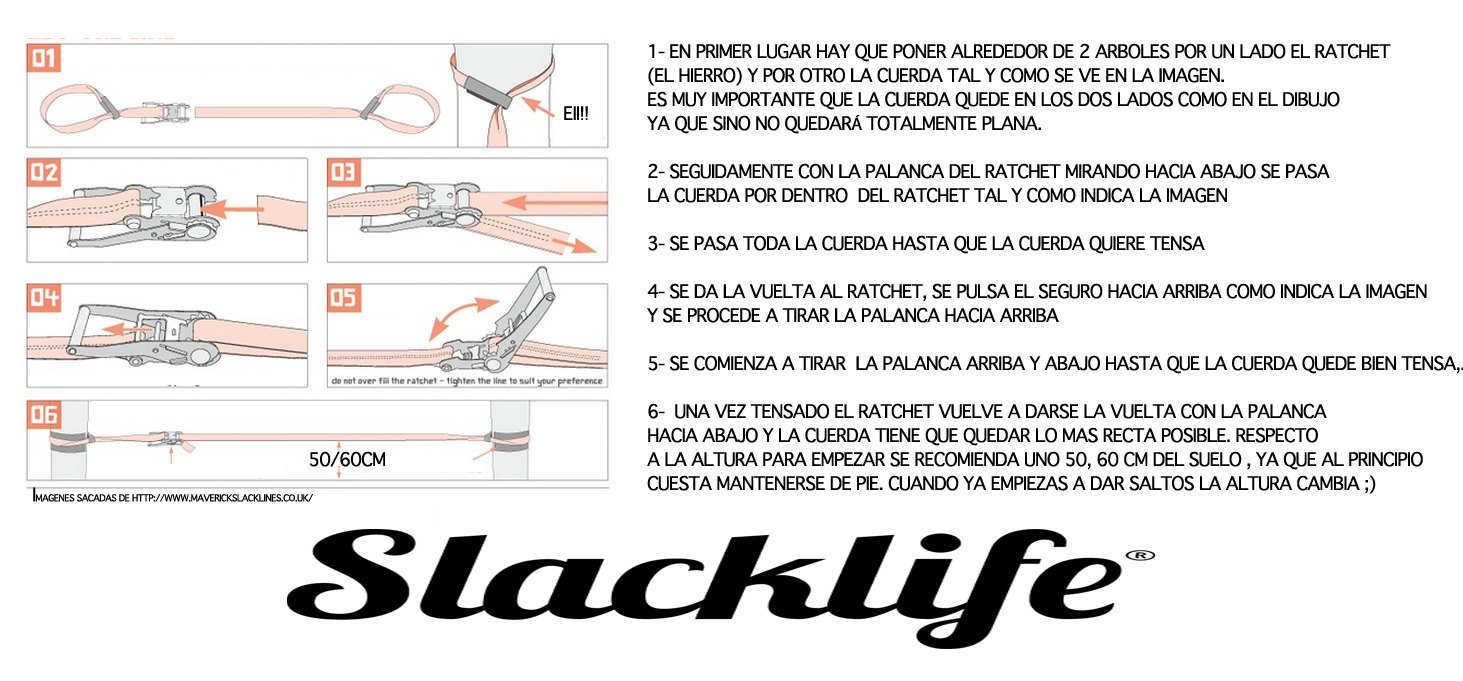 01
Ell!!
02
03
04
05
do not over fill the ratchet - tighten the line to suit your preference
06
50/60CM
IMAGENES SACADAS DE HTTP://WWW.MAVERICKSLACKLINES.CO.UK/
1- EN PRIMER LUGAR HAY QUE PONER ALREDEDOR DE 2 ARBOLES POR UN LADO EL RATCHET
(EL HIERRO) Y POR OTRO LA CUERDA TAL Y COMO SE VE EN LA IMAGEN.
ES MUY IMPORTANTE QUE LA CUERDA QUEDE EN LOS DOS LADOS COMO EN EL DIBUJO
YA QUE SINO NO QUEDARÁ TOTALMENTE PLANA.
2- SEGUIDAMENTE CON LA PALANCA DEL RATCHET MIRANDO HACIA ABAJO SE PASA
LA CUERDA POR DENTRO DEL RATCHET TAL Y COMO INDICA LA IMAGEN
3- SE PASA TODA LA CUERDA HASTA QUE LA CUERDA QUIERE TENSA
4- SE DA LA VUELTA AL RATCHET, SE PULSA EL SEGURO HACIA ARRIBA COMO INDICA LA IMAGEN
Y SE PROCEDE A TIRAR LA PALANCA HACIA ARRIBA
5- SE COMIENZA A TIRAR LA PALANCA ARRIBA Y ABAJO HASTA QUE LA CUERDA QUEDE BIEN TENSA,.
6- UNA VEZ TENSADO EL RATCHET VUELVE A DARSE LA VUELTA CON LA PALANCA
HACIA ABAJO Y LA CUERDA TIENE QUE QUEDAR LO MAS RECTA POSIBLE. RESPECTO
A LA ALTURA PARA EMPEZAR SE RECOMIENDA UNO 50, 60 CM DEL SUELO , YA QUE AL PRINCIPIO
CUESTA MANTENERSE DE PIE. CUANDO YA EMPIEZAS A DAR SALTOS LA ALTURA CAMBIA ;)
Slacklife®